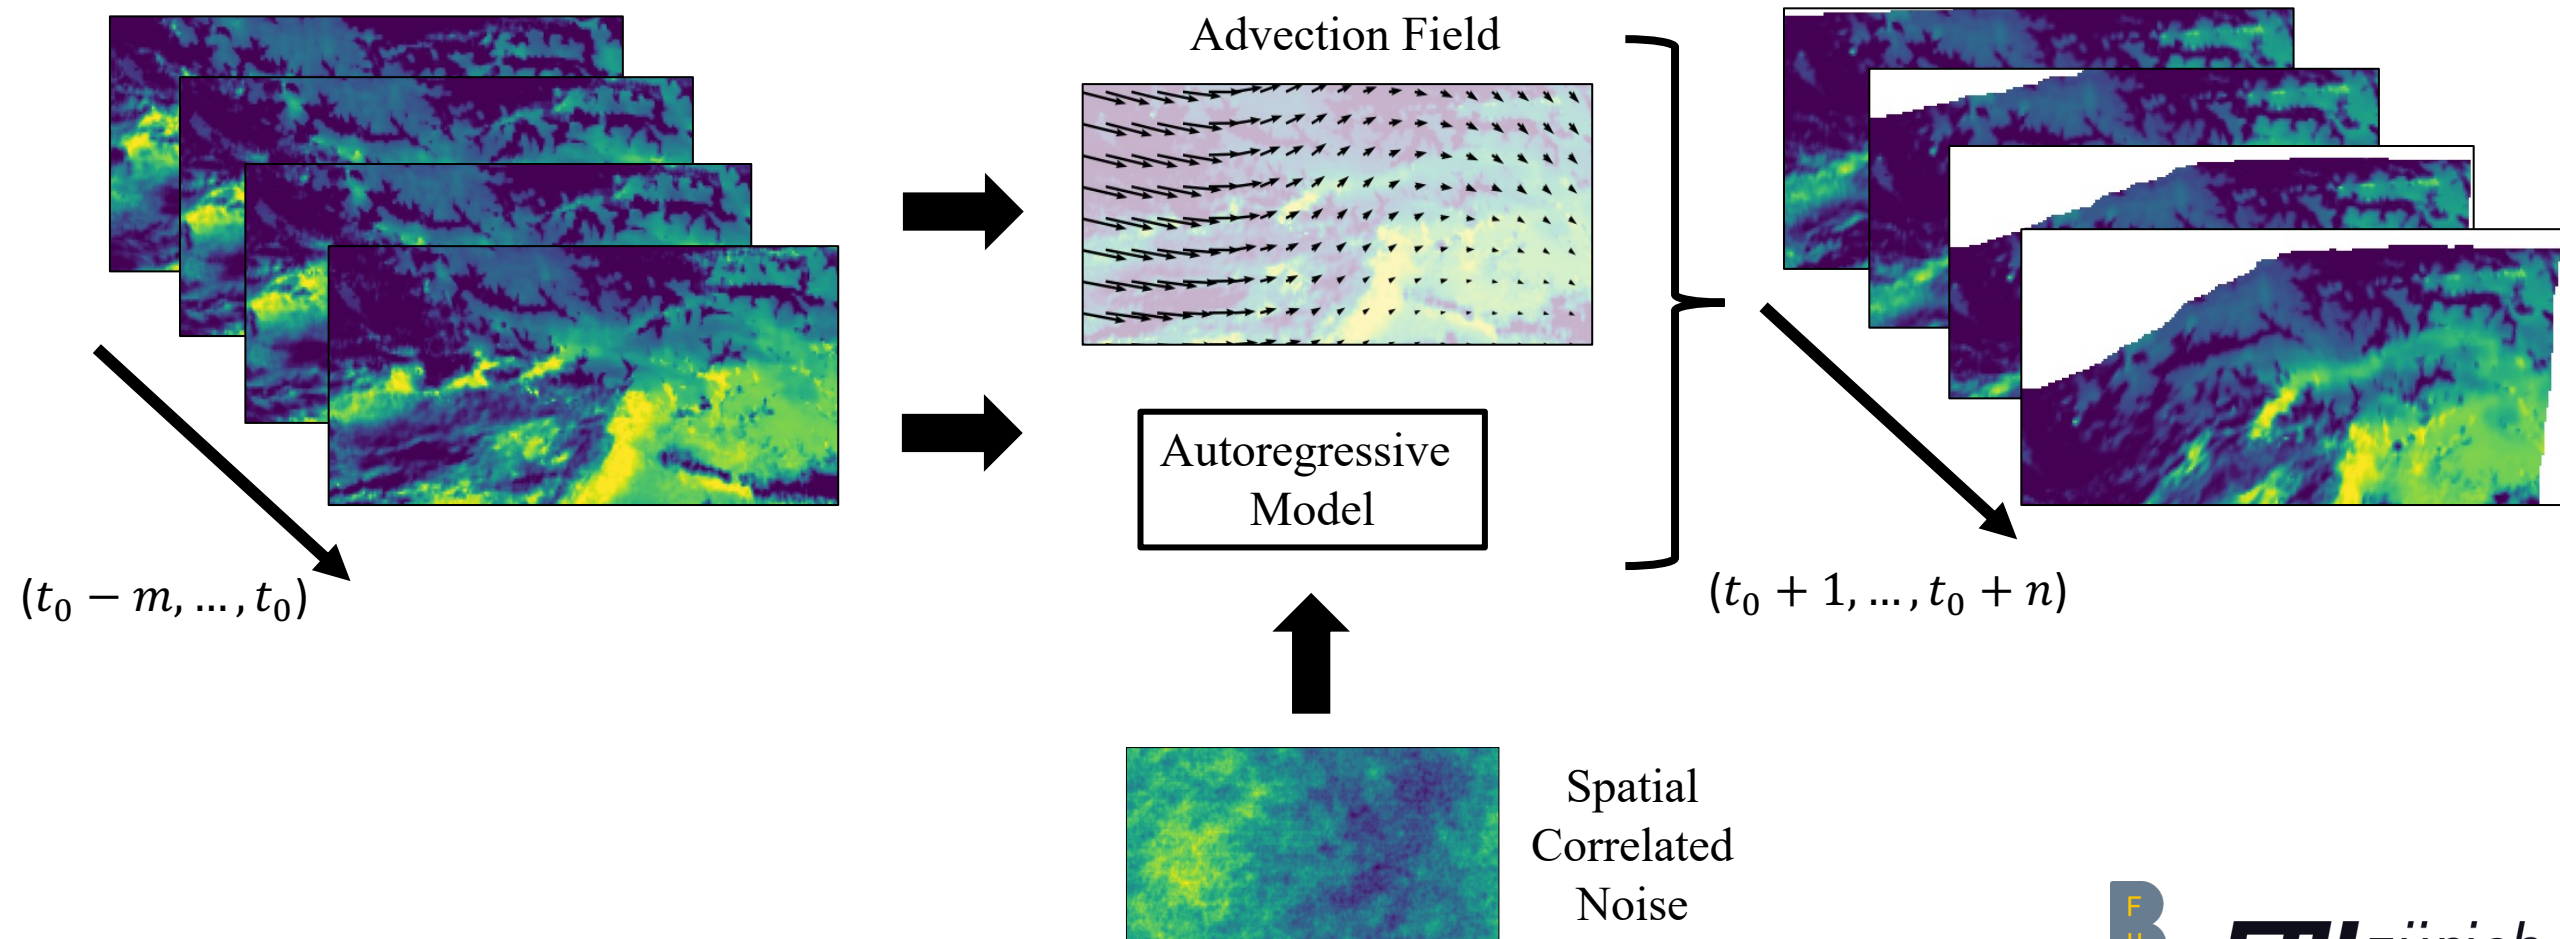 Advection Field
Autoregressive
Model
(t₀ − m, … , t₀)
(t₀ + 1, … , t₀ + n)
Spatial
Correlated
Noise
F